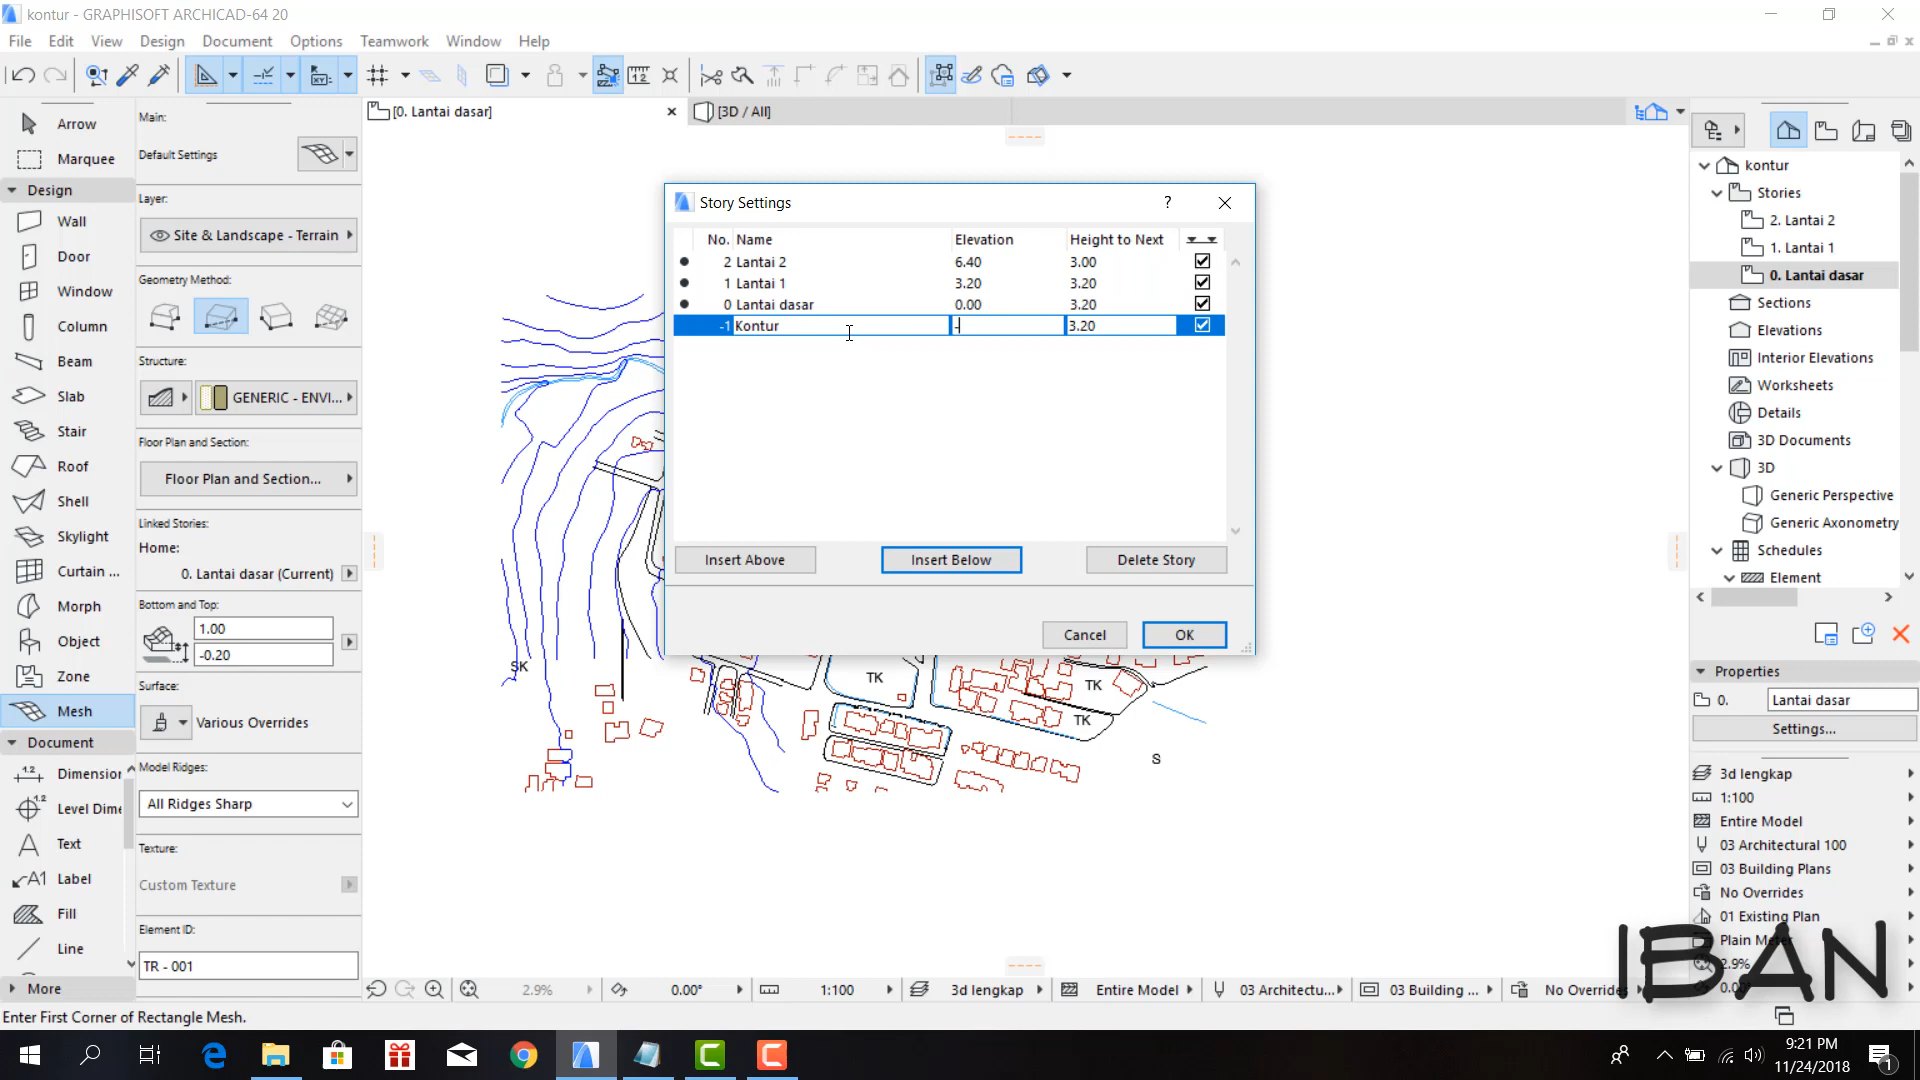 kontur - GRAPHISOFT ARCHICAD-64 20
File Edit View Design Document Options Teamwork Window Help
[0. Lantai dasar]
[3D / All]
Arrow
Marquee
Design
Wall
Door
Window
Column
Beam
Slab
Stair
Roof
Shell
Skylight
Curtain ...
Morph
Object
Zone
Mesh
Document
Dimension
Level Dime
Text
Label
Fill
Line
More
Main:
Default Settings
Layer:
Site & Landscape - Terrain
Geometry Method:
Structure:
GENERIC - ENVI...
Floor Plan and Section:
Floor Plan and Section...
Linked Stories:
Home:
0. Lantai dasar (Current)
Bottom and Top:
1.00
-0.20
Surface:
Various Overrides
Model Ridges:
All Ridges Sharp
Texture:
Custom Texture
Element ID:
TR - 001
Story Settings
?
No. Name Elevation Height to Next
2 Lantai 2 6.40 3.00
1 Lantai 1 3.20 3.20
0 Lantai dasar 0.00 3.20
-1 Kontur - 3.20
Insert Above Insert Below Delete Story
Cancel OK
SK
TK
TK
TK
S
kontur
Stories
2. Lantai 2
1. Lantai 1
0. Lantai dasar
Sections
Elevations
Interior Elevations
Worksheets
Details
3D Documents
3D
Generic Perspective
Generic Axonometry
Schedules
Element
Properties
0. Lantai dasar
Settings...
3d lengkap
1:100
Entire Model
03 Architectural 100
03 Building Plans
No Overrides
01 Existing Plan
Plain Meter
2.9%
IBAN
2.9% 0.00° 1:100 3d lengkap Entire Model 03 Architectu... 03 Building ... No Overrides
Enter First Corner of Rectangle Mesh.
9:21 PM
11/24/2018
1